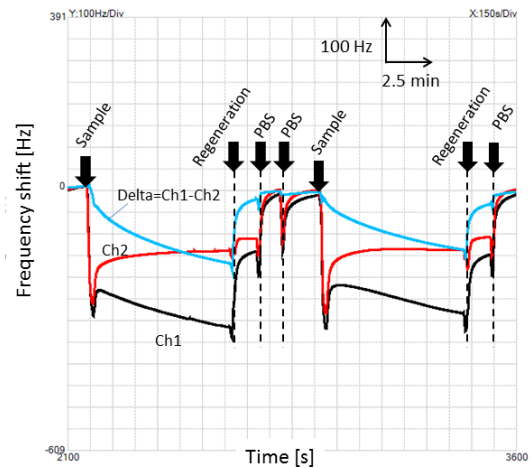 391
Y:100Hz/Div
X:150s/Div
100 Hz
2.5 min
Sample
Regeneration
PBS
PBS
Sample
Regeneration
PBS
Frequency shift [Hz]
0
Delta=Ch1-Ch2
Ch2
Ch1
-609
2100
Time [s]
3600